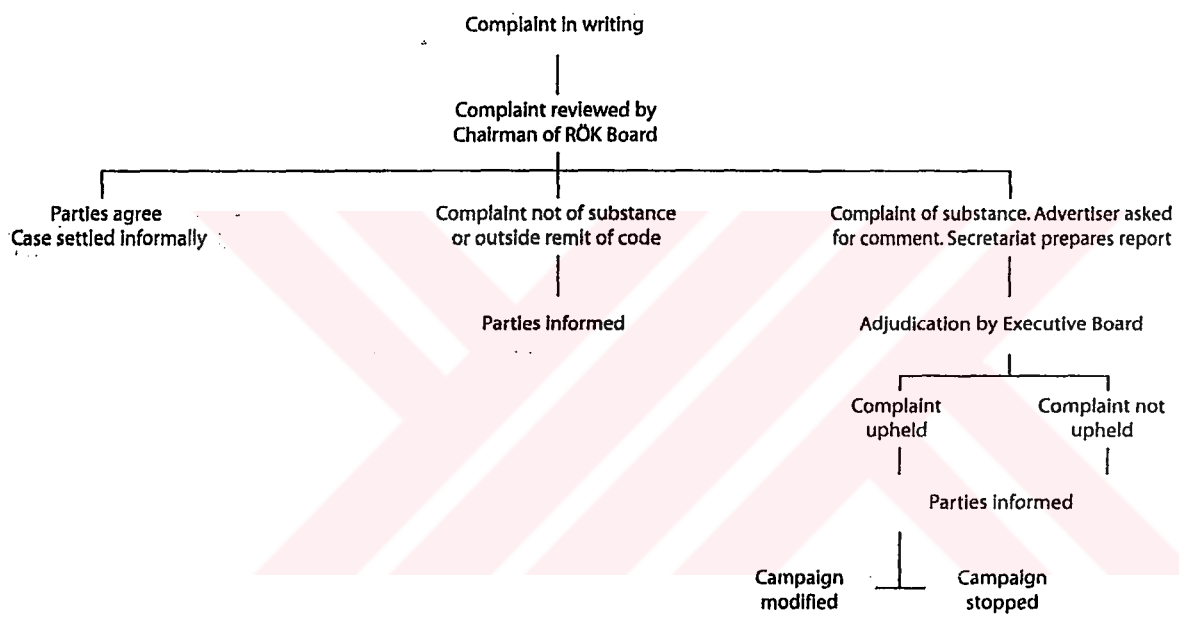 Complaint in writing
Complaint reviewed by
Chairman of RÖK Board
Parties agree
Case settled informally
Complaint not of substance
or outside remit of code
Complaint of substance. Advertiser asked
for comment. Secretariat prepares report
Parties informed
Adjudication by Executive Board
Complaint
upheld
Complaint not
upheld
Parties informed
Campaign
modified
Campaign
stopped